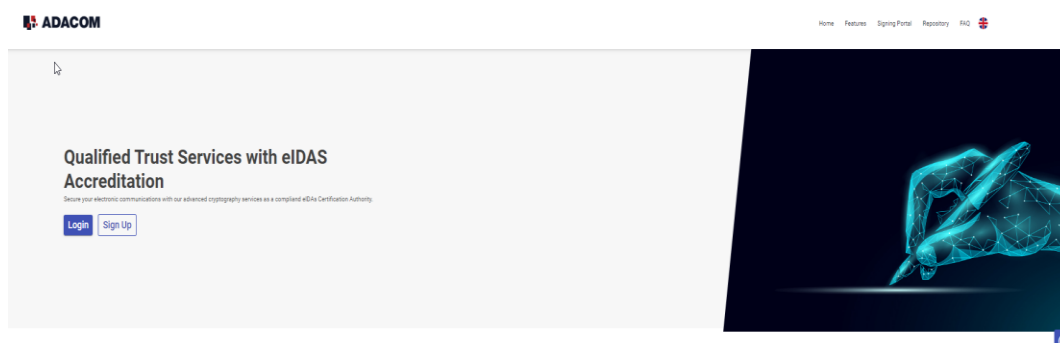 ADACOM
Home Features Signing Portal Repository FAQ
Qualified Trust Services with eIDAS
Accreditation
Secure your electronic communications with our advanced cryptography services as a compliand eIDAs Certification Authority.
Login Sign Up